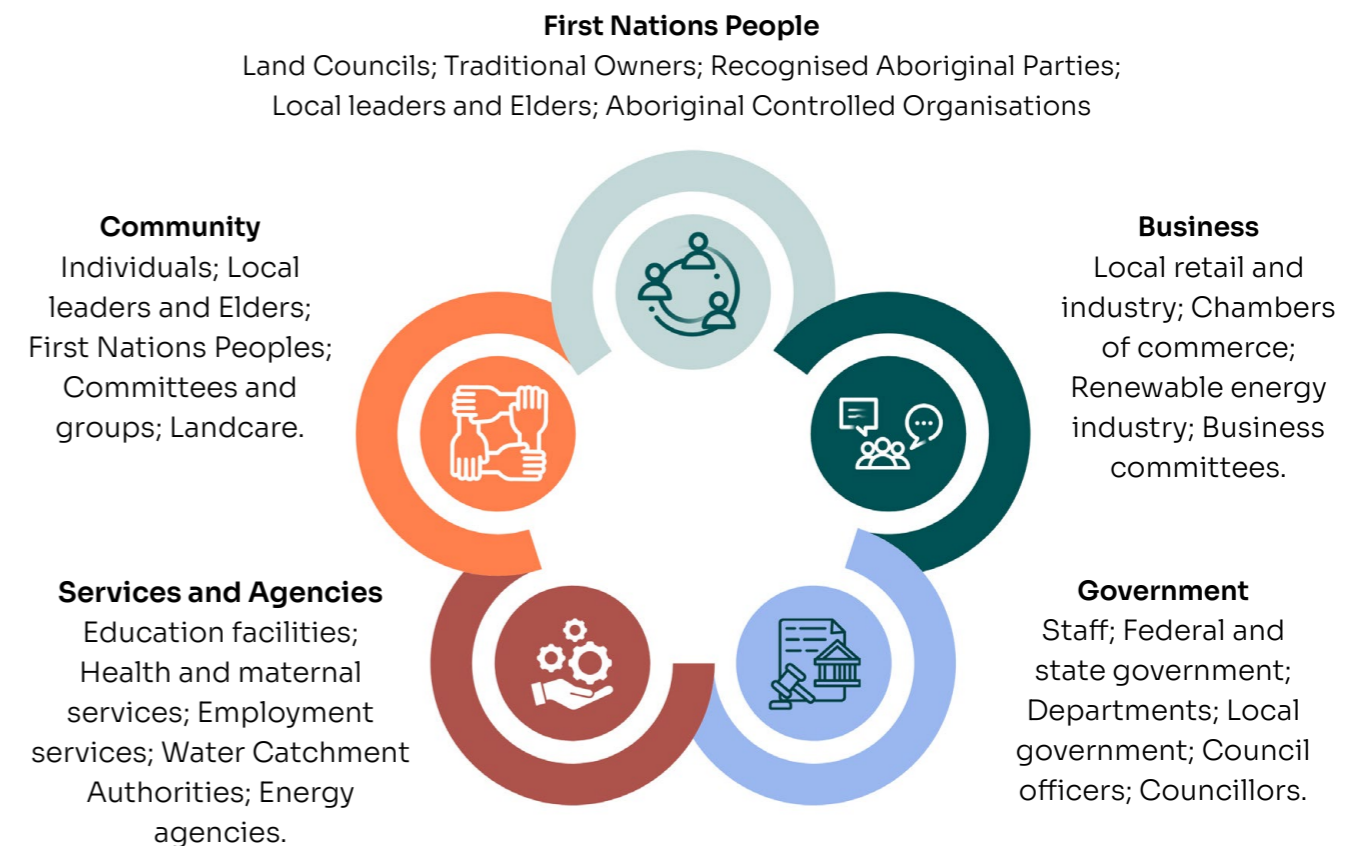 First Nations People
Land Councils; Traditional Owners; Recognised Aboriginal Parties;
Local leaders and Elders; Aboriginal Controlled Organisations
Community
Individuals; Local
leaders and Elders;
First Nations Peoples;
Committees and
groups; Landcare.
Business
Local retail and
industry; Chambers
of commerce;
Renewable energy
industry; Business
committees.
Services and Agencies
Education facilities;
Health and maternal
services; Employment
services; Water Catchment
Authorities; Energy
agencies.
Government
Staff; Federal and
state government;
Departments; Local
government; Council
officers; Councillors.